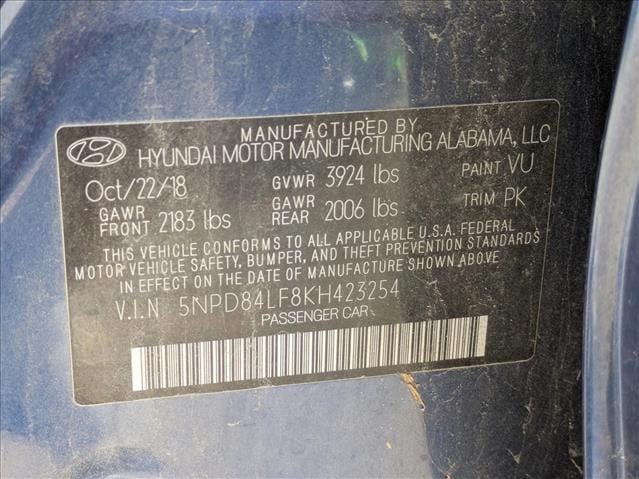 MANUFACTURED BY
HYUNDAI MOTOR MANUFACTURING ALABAMA, LLC
Oct/22/18 GVWR 3924 lbs PAINT VU
GAWR FRONT 2183 lbs GAWR REAR 2006 lbs TRIM PK
THIS VEHICLE CONFORMS TO ALL APPLICABLE U.S.A. FEDERAL
MOTOR VEHICLE SAFETY, BUMPER, AND THEFT PREVENTION STANDARDS
IN EFFECT ON THE DATE OF MANUFACTURE SHOWN ABOVE
V.I.N 5NPD84LF8KH423254
PASSENGER CAR